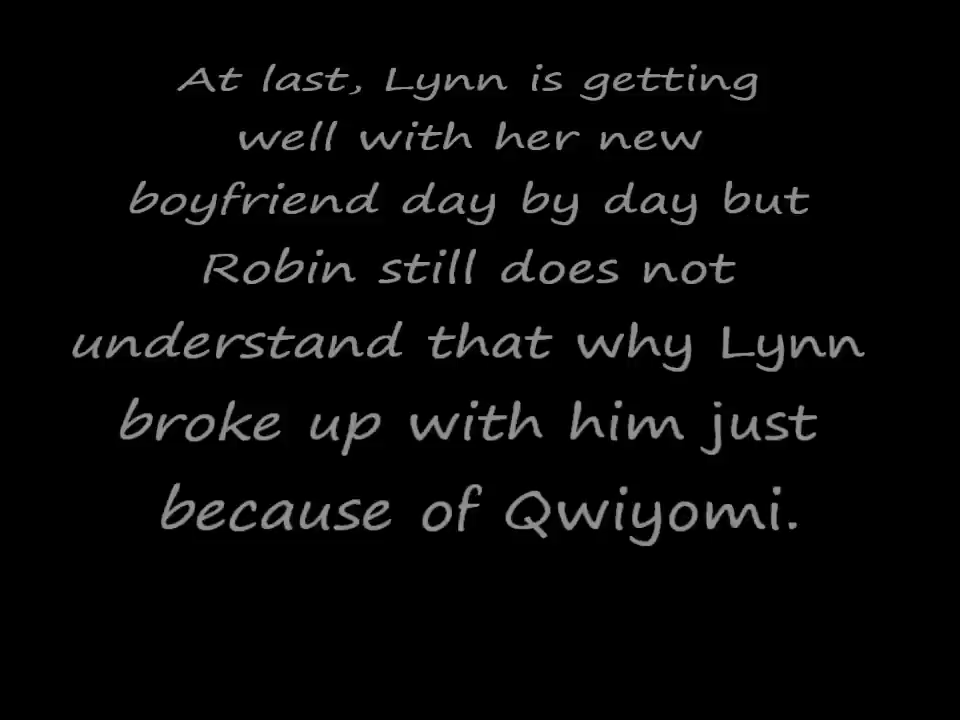 At last, Lynn is getting
well with her new
boyfriend day by day but
Robin still does not
understand that why Lynn
broke up with him just
because of Qwiyomi.